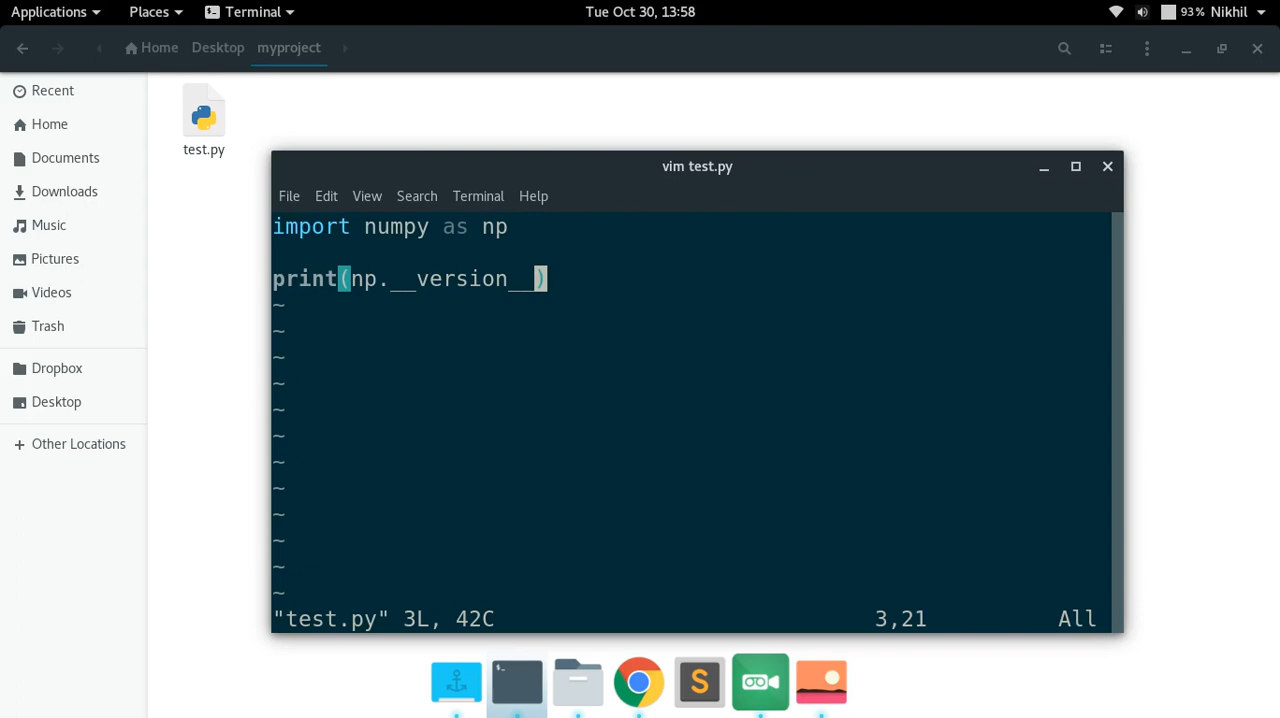 Applications Places Terminal Tue Oct 30, 13:58 93% Nikhil
Home Desktop myproject
Recent
Home
Documents
Downloads
Music
Pictures
Videos
Trash
Dropbox
Desktop
Other Locations
test.py
vim test.py
File Edit View Search Terminal Help
import numpy as np
print(np.__version__)
~
~
~
~
~
~
~
~
~
~
~
~
"test.py" 3L, 42C 3,21 All
$_
S